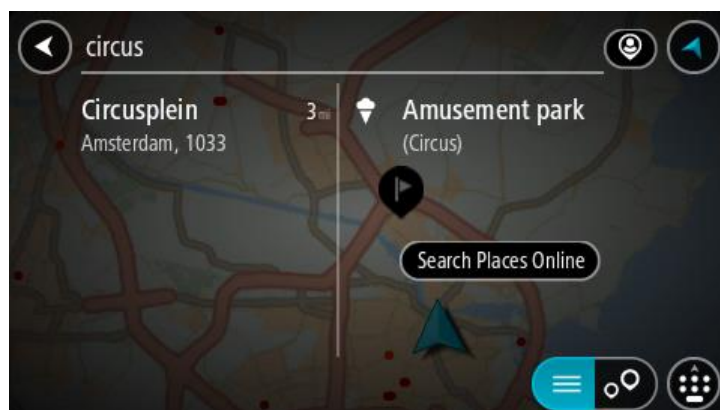 circus
Circusplein
3 mi
Amsterdam, 1033
Amusement park
(Circus)
Search Places Online